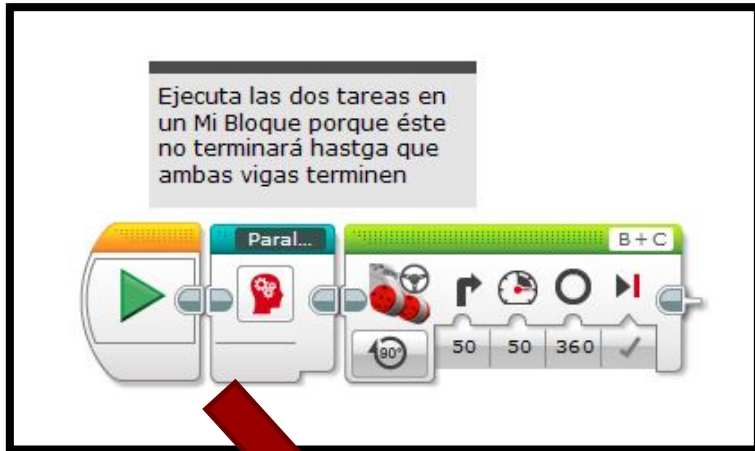 Ejecuta las dos tareas en
un Mi Bloque porque éste
no terminará hastga que
ambas vigas terminen
Paral...
B+C
90°
50 50 360